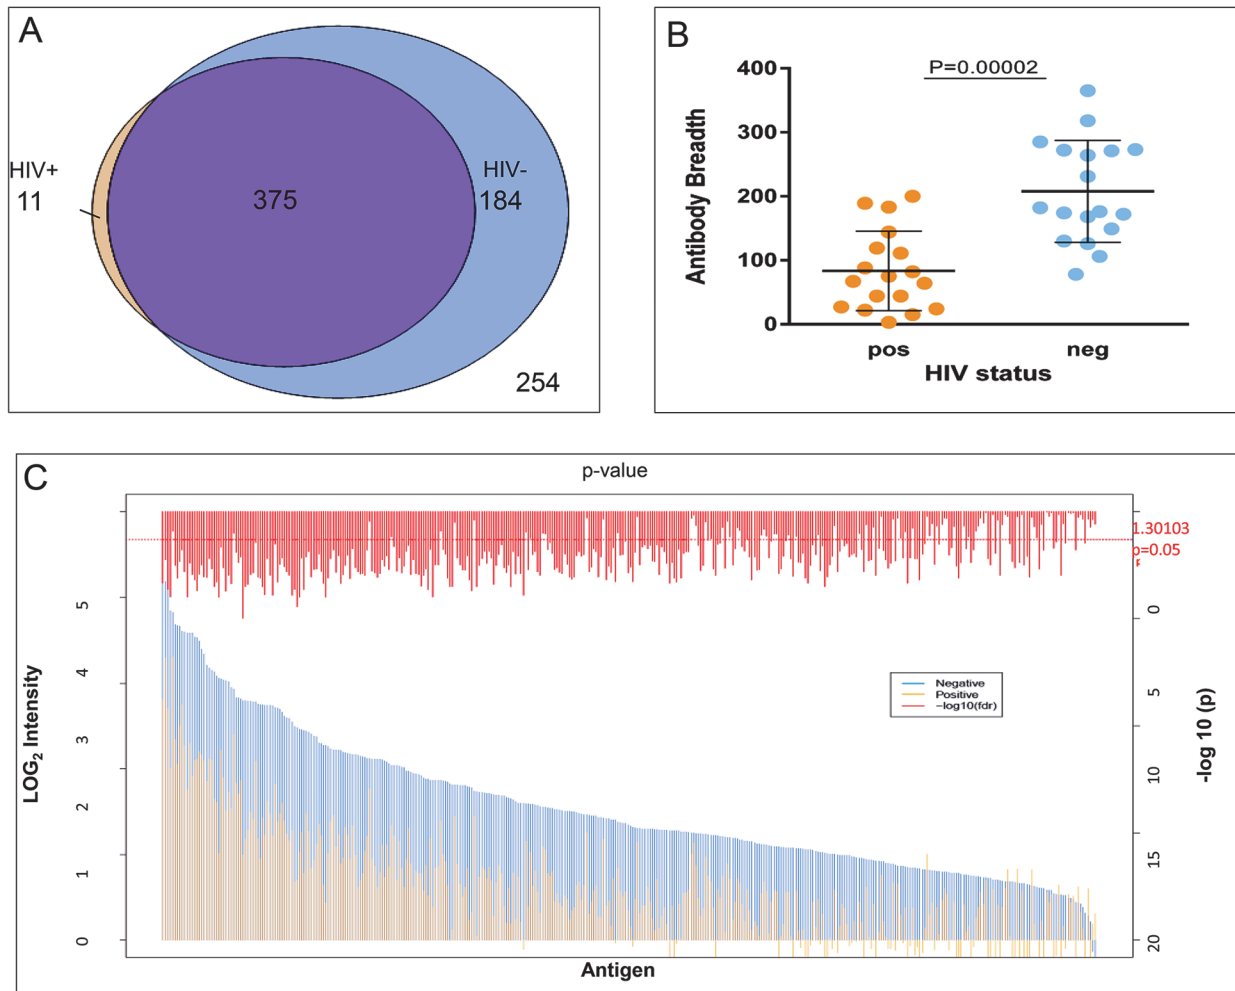 A
HIV+
11
375
HIV-
184
254
B
P=0.00002
400
300
200
100
0
Antibody Breadth
pos
neg
HIV status
C
p-value
1.30103
p=0.05
5
4
3
2
1
0
LOG2 Intensity
Negative
Positive
-log10(fdr)
0
5
10
15
20
-log 10 (p)
Antigen